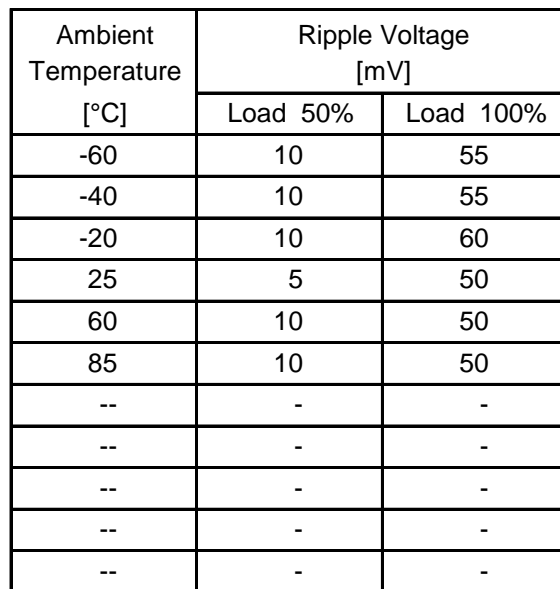 Ambient Temperature [°C] Ripple Voltage [mV]
Load 50% Load 100%
-60 10 55
-40 10 55
-20 10 60
25 5 50
60 10 50
85 10 50
-- - -
-- - -
-- - -
-- - -
-- - -